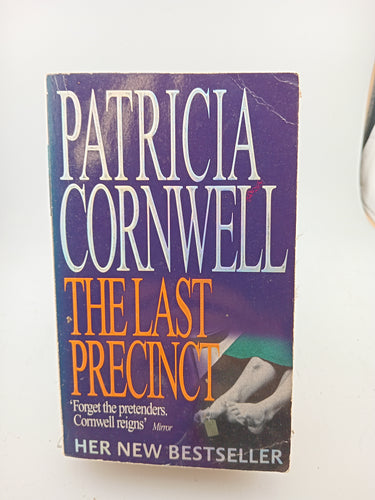 PATRICIA
CORNWELL
THE LAST
PRECINCT
'Forget the pretenders.
Cornwell reigns' Mirror
HER NEW BESTSELLER